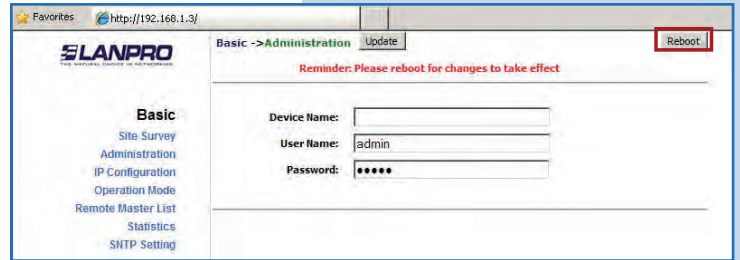 Favorites http://192.168.1.3/
LANPRO
THE NATURAL CHOICE IN NETWORKING
Basic ->Administration Update Reboot
Reminder: Please reboot for changes to take effect
Basic
Site Survey
Administration
IP Configuration
Operation Mode
Remote Master List
Statistics
SNTP Setting
Device Name:
User Name: admin
Password: •••••